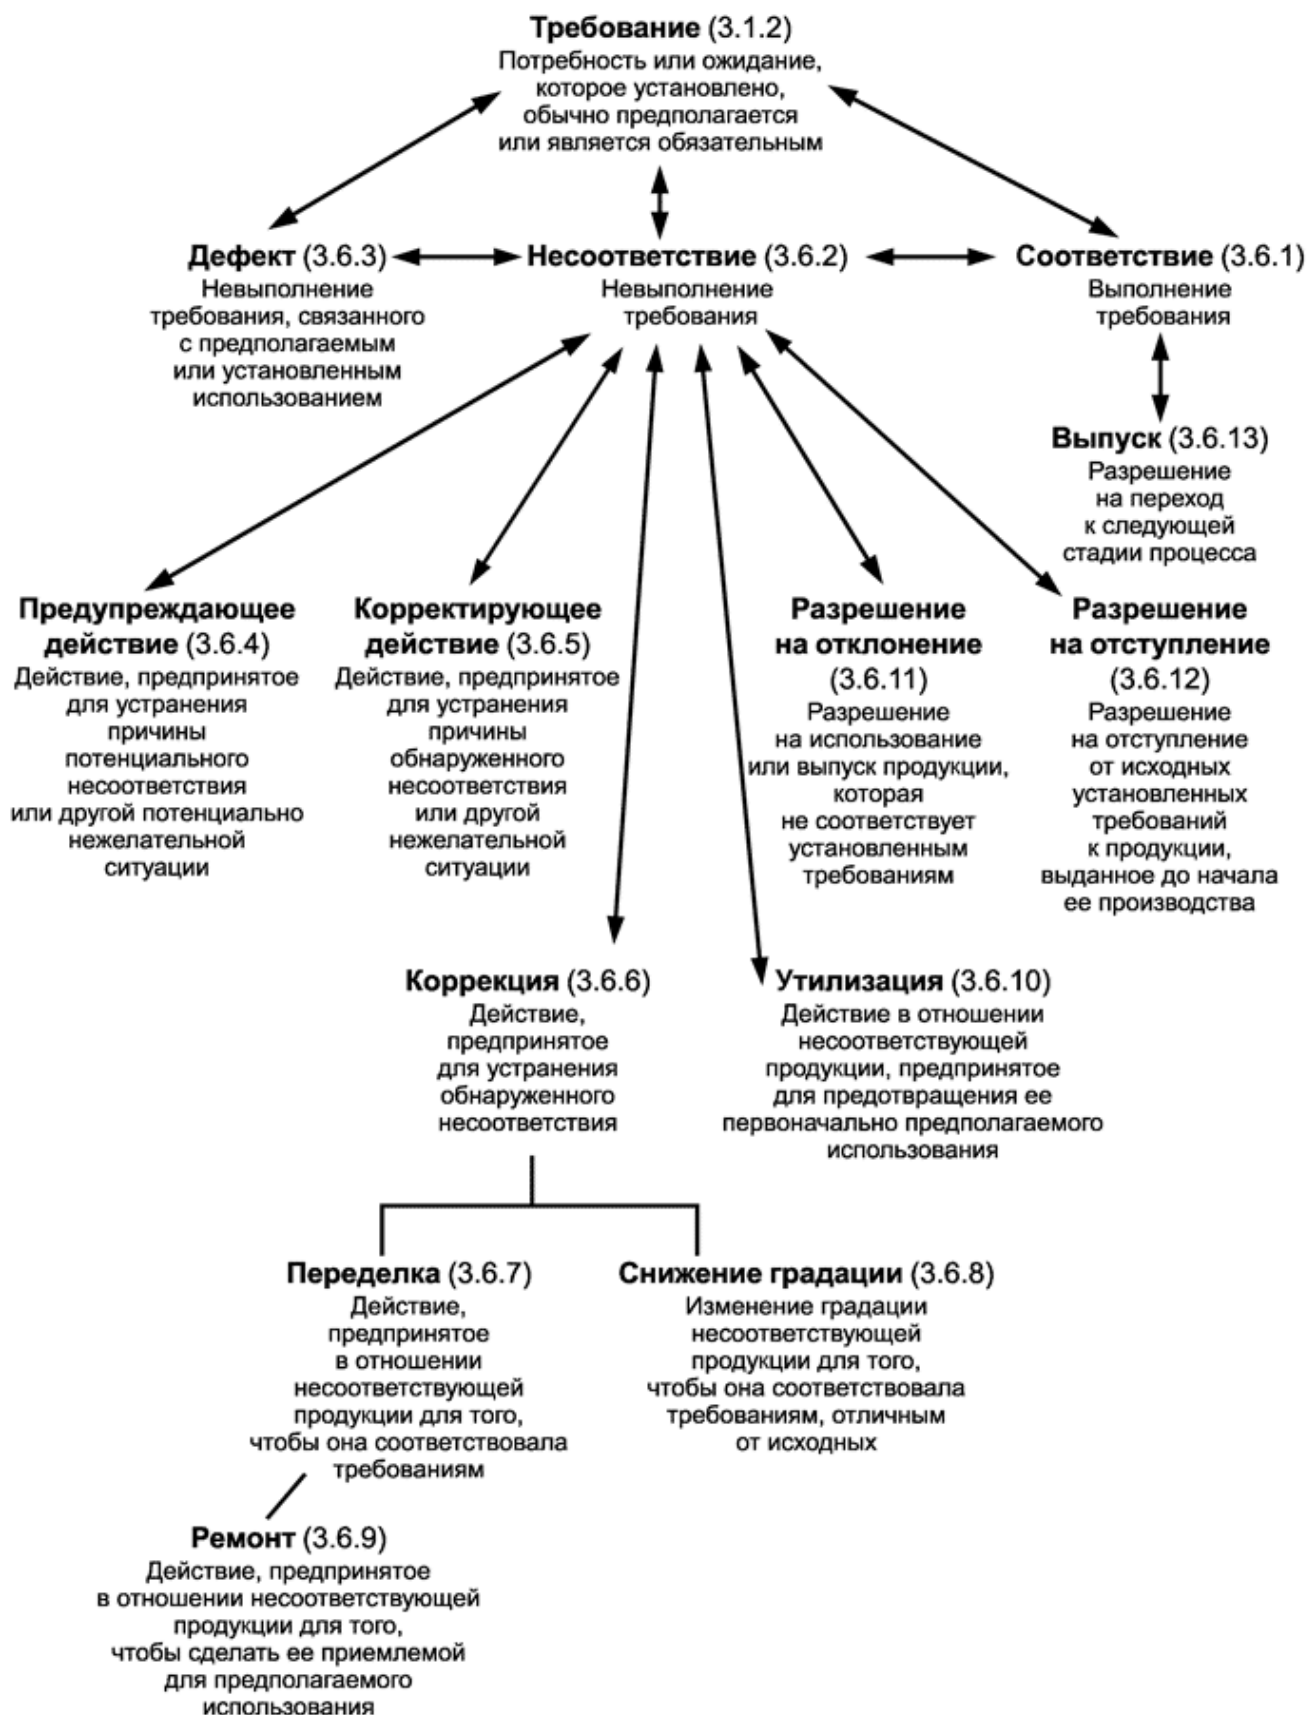 Требование (3.1.2)
Потребность или ожидание,
которое установлено,
обычно предполагается
или является обязательным
Дефект (3.6.3)
Невыполнение
требования, связанного
с предполагаемым
или установленным
использованием
Несоответствие (3.6.2)
Невыполнение
требования
Соответствие (3.6.1)
Выполнение
требования
Выпуск (3.6.13)
Разрешение
на переход
к следующей
стадии процесса
Предупреждающее
действие (3.6.4)
Действие, предпринятое
для устранения
причины
потенциального
несоответствия
или другой потенциально
нежелательной
ситуации
Корректирующее
действие (3.6.5)
Действие, предпринятое
для устранения
причины
обнаруженного
несоответствия
или другой
нежелательной
ситуации
Разрешение
на отклонение
(3.6.11)
Разрешение
на использование
или выпуск продукции,
которая
не соответствует
установленным
требованиям
Разрешение
на отступление
(3.6.12)
Разрешение
на отступление
от исходных
установленных
требований
к продукции,
выданное до начала
ее производства
Коррекция (3.6.6)
Действие,
предпринятое
для устранения
обнаруженного
несоответствия
Утилизация (3.6.10)
Действие в отношении
несоответствующей
продукции, предпринятое
для предотвращения ее
первоначально предполагаемого
использования
Переделка (3.6.7)
Действие,
предпринятое
в отношении
несоответствующей
продукции для того,
чтобы она соответствовала
требованиям
Снижение градации (3.6.8)
Изменение градации
несоответствующей
продукции для того,
чтобы она соответствовала
требованиям, отличным
от исходных
Ремонт (3.6.9)
Действие, предпринятое
в отношении несоответствующей
продукции для того,
чтобы сделать ее приемлемой
для предполагаемого
использования